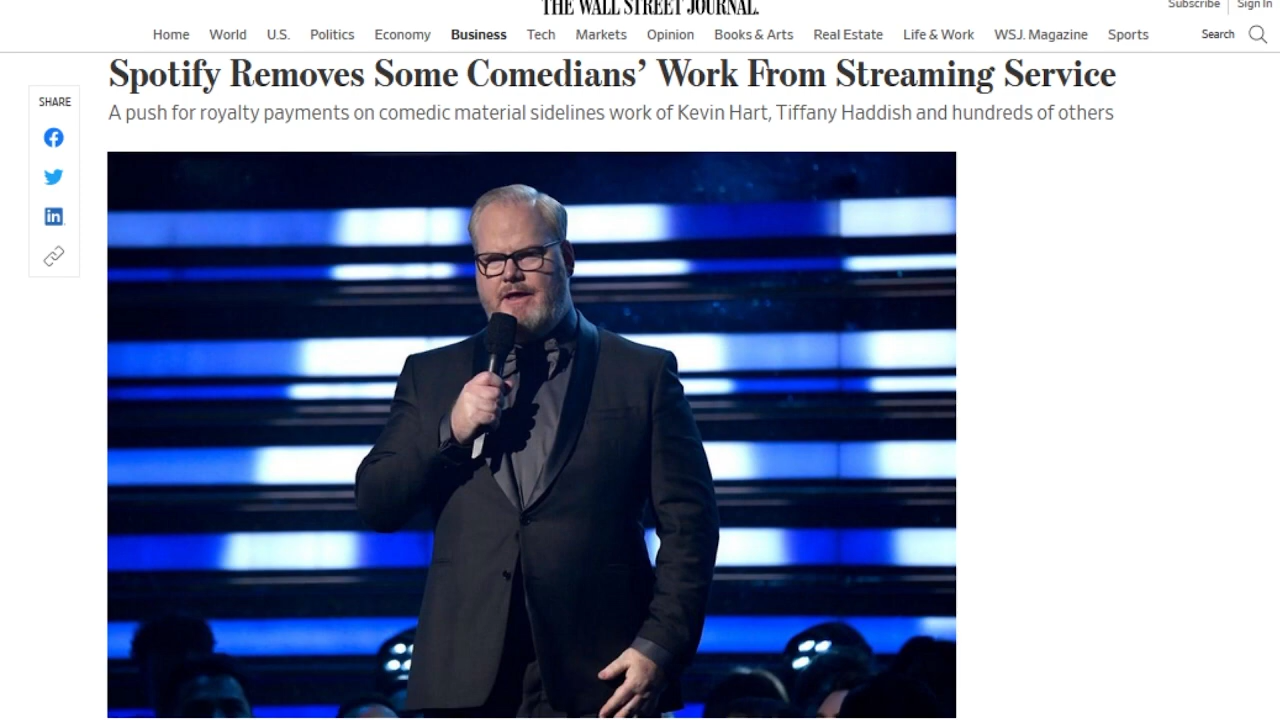 THE WALL STREET JOURNAL.
Subscribe Sign In
Home World U.S. Politics Economy Business Tech Markets Opinion Books & Arts Real Estate Life & Work WSJ. Magazine Sports Search
Spotify Removes Some Comedians’ Work From Streaming Service
SHARE
A push for royalty payments on comedic material sidelines work of Kevin Hart, Tiffany Haddish and hundreds of others
in